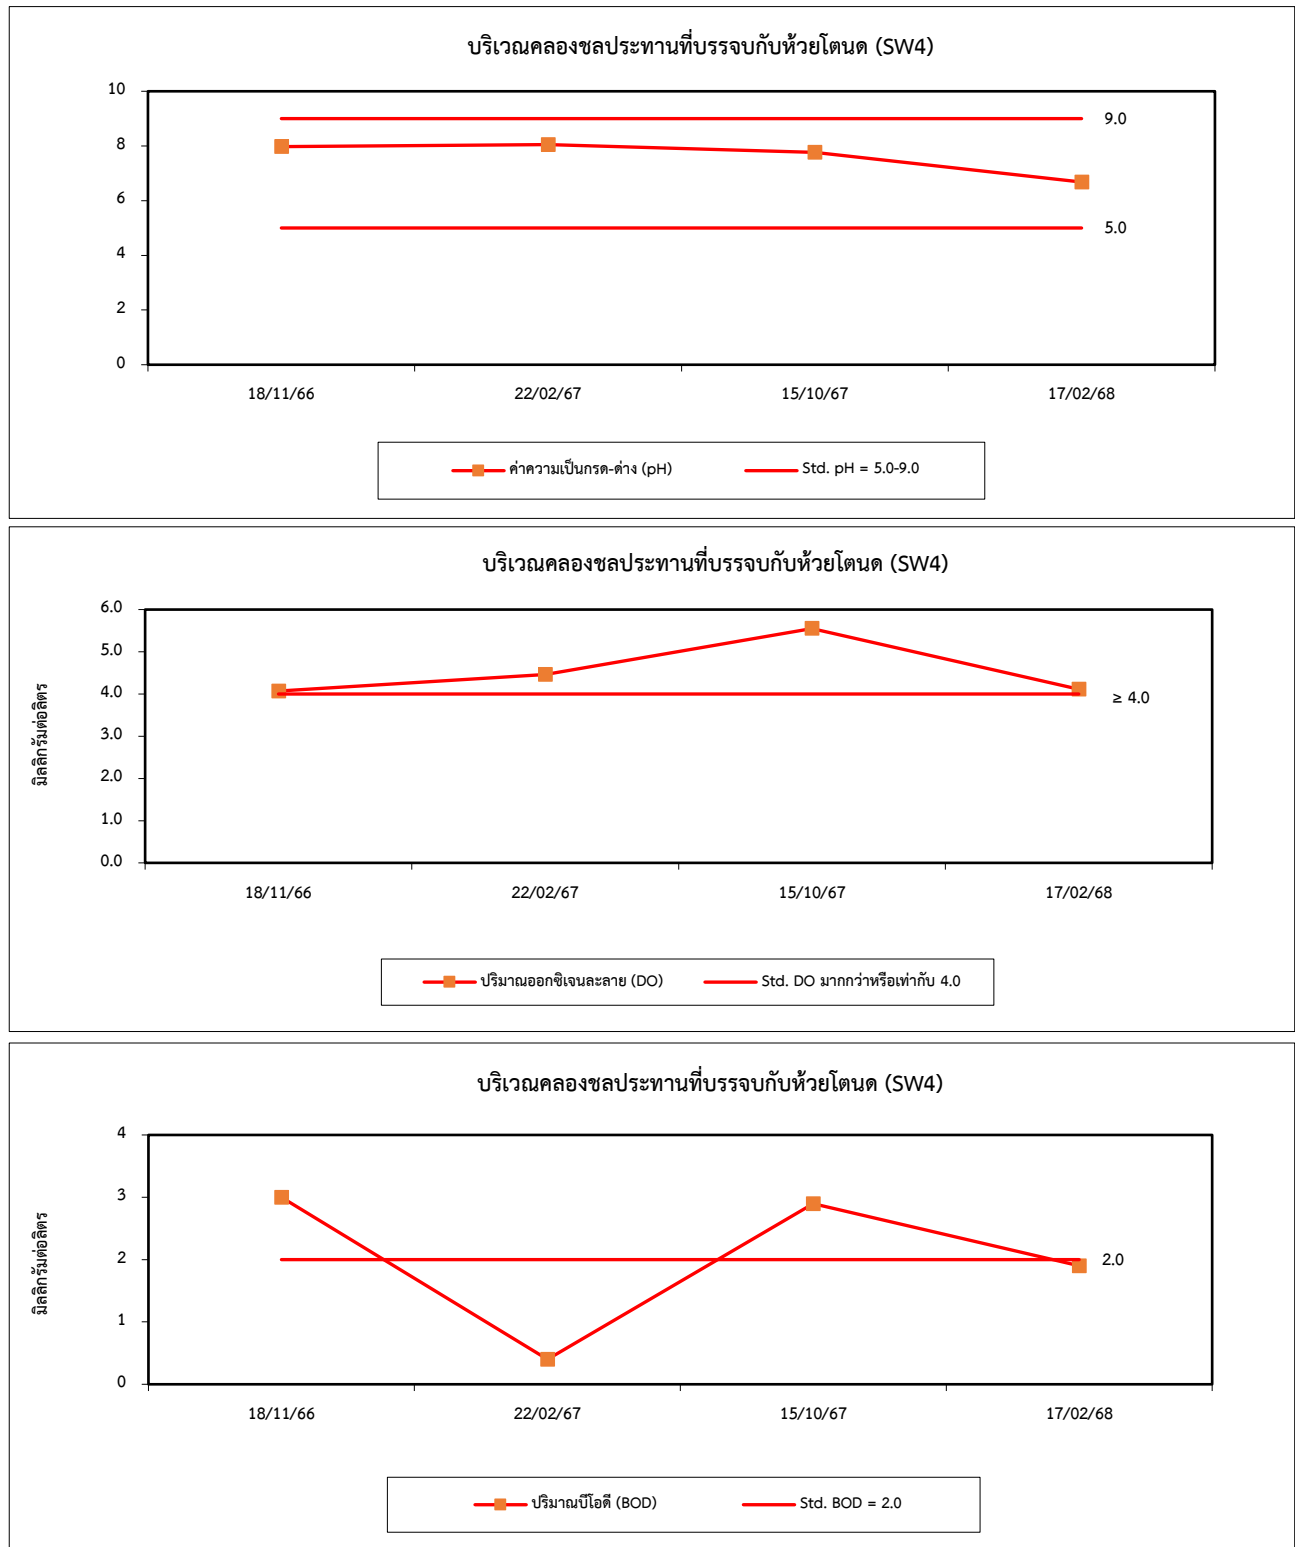 บริเวณคลองชลประทานที่บรรจบกับห้วยโตนด (SW4)
10
9.0
8
6
5.0
4
2
0
18/11/66 22/02/67 15/10/67 17/02/68
ค่าความเป็นกรด-ด่าง (pH) Std. pH = 5.0-9.0
บริเวณคลองชลประทานที่บรรจบกับห้วยโตนด (SW4)
มิลลิกรัมต่อลิตร
6.0
5.0
4.0
≥ 4.0
3.0
2.0
1.0
0.0
18/11/66 22/02/67 15/10/67 17/02/68
ปริมาณออกซิเจนละลาย (DO) Std. DO มากกว่าหรือเท่ากับ 4.0
บริเวณคลองชลประทานที่บรรจบกับห้วยโตนด (SW4)
มิลลิกรัมต่อลิตร
4
3
2
2.0
1
0
18/11/66 22/02/67 15/10/67 17/02/68
ปริมาณบีโอดี (BOD) Std. BOD = 2.0